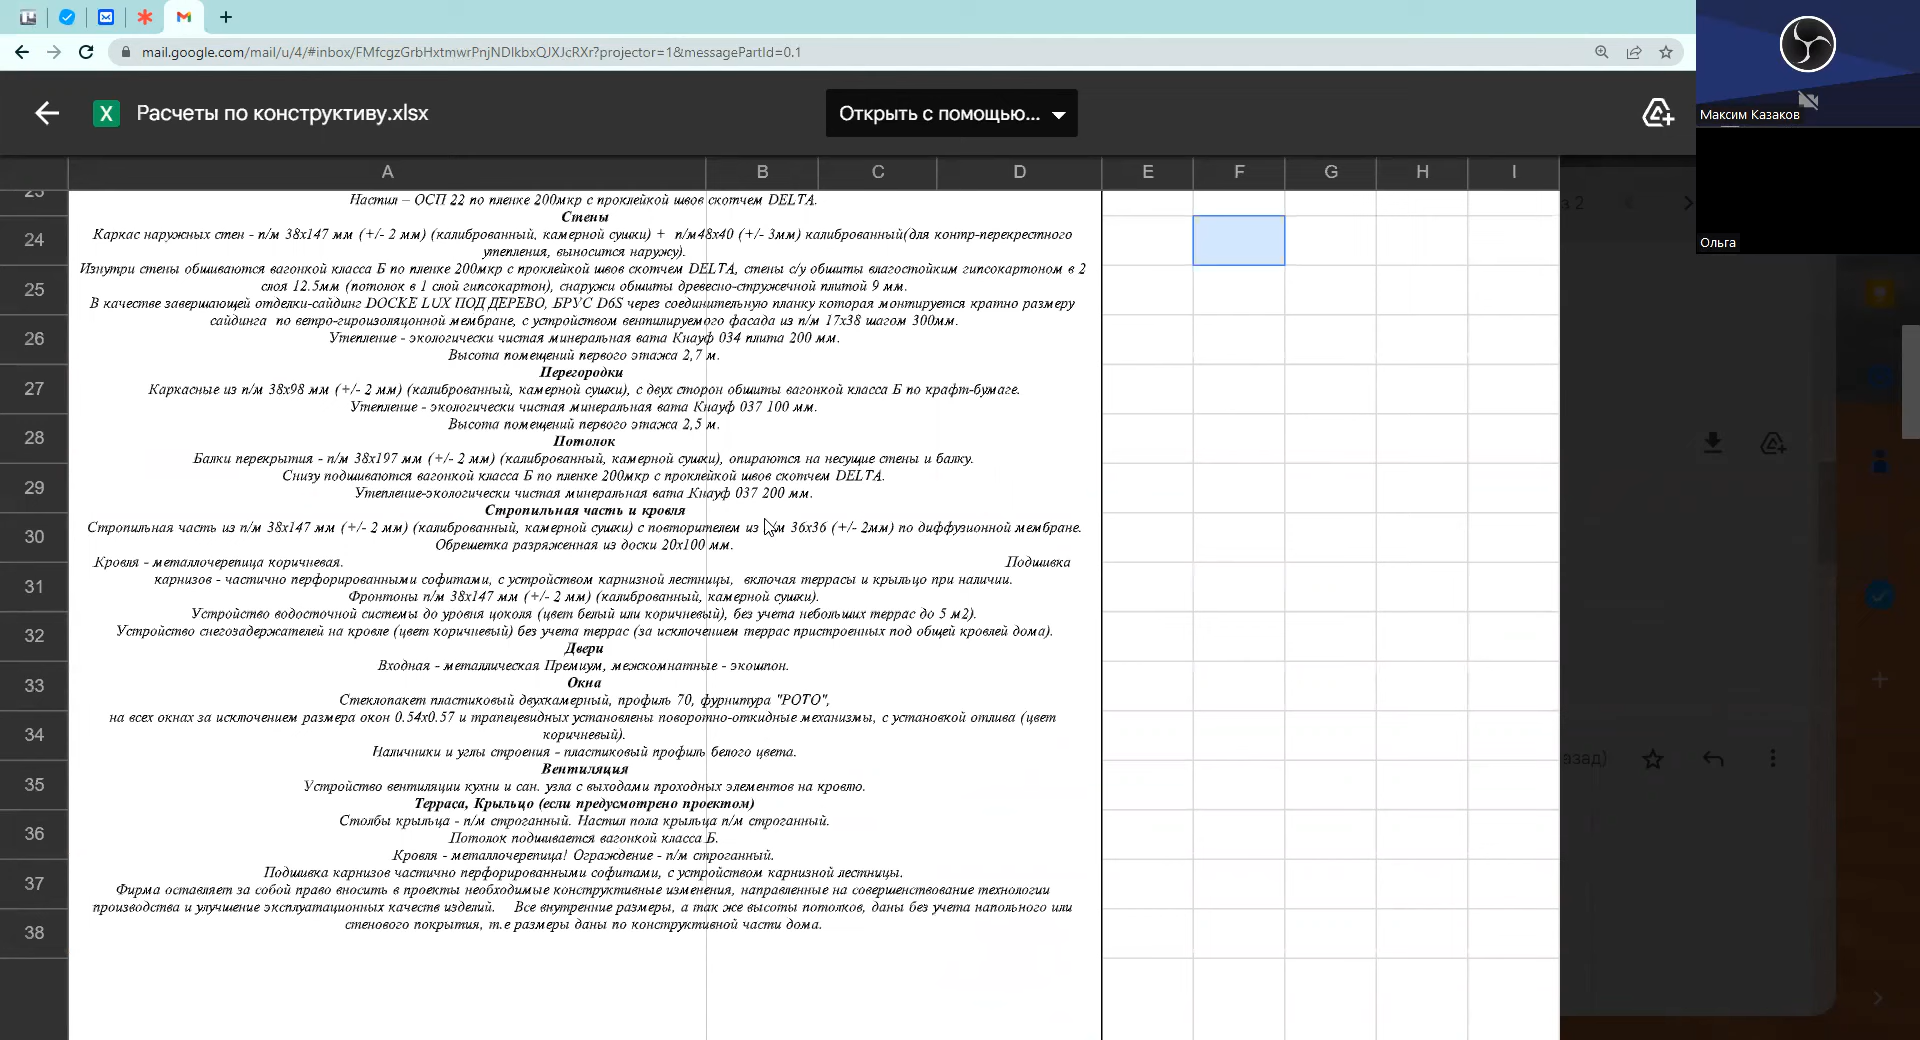 mail.google.com/mail/u/4/#inbox/FMfcgzGrbHxtmwrPnjNDlkbxQJXJcRXr?projector=1&messagePartId=0.1
Максим Казаков
Ольга
Расчеты по конструктиву.xlsx
Открыть с помощью...
A B C D E F G H I
23
Настил – ОСП 22 по пленке 200мкр с проклейкой швов скотчем DELTA.
Стены
24
Каркас наружных стен - п/м 38х147 мм (+/- 2 мм) (калиброванный, камерной сушки) + п/м48х40 (+/- 3мм) калиброванный(для контр-перекрестного
утепления, выносится наружу).
Изнутри стены обшиваются вагонкой класса Б по пленке 200мкр с проклейкой швов скотчем DELTA, стены с/у обшиты влагостойким гипсокартоном в 2
25
слоя 12.5мм (потолок в 1 слой гипсокартон), снаружи обшиты древесно-стружечной плитой 9 мм.
В качестве завершающей отделки-сайдинг DOCKE LUX ПОД ДЕРЕВО, БРУС D6S через соединительную планку которая монтируется кратно размеру
сайдинга по ветро-гироизоляцонной мембране, с устройством вентилируемого фасада из п/м 17х38 шагом 300мм.
26
Утепление - экологически чистая минеральная вата Кнауф 034 плита 200 мм.
Высота помещений первого этажа 2,7 м.
Перегородки
27
Каркасные из п/м 38х98 мм (+/- 2 мм) (калиброванный, камерной сушки), с двух сторон обшиты вагонкой класса Б по крафт-бумаге.
Утепление - экологически чистая минеральная вата Кнауф 037 100 мм.
Высота помещений первого этажа 2,5 м.
28
Потолок
Балки перекрытия - п/м 38х197 мм (+/- 2 мм) (калиброванный, камерной сушки), опираются на несущие стены и балку.
Снизу подшиваются вагонкой класса Б по пленке 200мкр с проклейкой швов скотчем DELTA.
29
Утепление-экологически чистая минеральная вата Кнауф 037 200 мм.
Стропильная часть и кровля
30
Стропильная часть из п/м 38х147 мм (+/- 2 мм) (калиброванный, камерной сушки) с повторителем из п/м 36х36 (+/- 2мм) по диффузионной мембране.
Обрешетка разряженная из доски 20х100 мм.
Кровля - металлочерепица коричневая. Подшивка
31
карнизов - частично перфорированными софитами, с устройством карнизной лестницы, включая террасы и крыльцо при наличии.
Фронтоны п/м 38х147 мм (+/- 2 мм) (калиброванный, камерной сушки).
Устройство водосточной системы до уровня цоколя (цвет белый или коричневый), без учета небольших террас до 5 м2).
32
Устройство снегозадержателей на кровле (цвет коричневый) без учета террас (за исключением террас пристроенных под общей кровлей дома).
Двери
Входная - металлическая Премиум, межкомнатные - экошпон.
33
Окна
Стеклопакет пластиковый двухкамерный, профиль 70, фурнитура "РОТО",
на всех окнах за исключением размера окон 0.54х0.57 и трапецевидных установлены поворотно-откидные механизмы, с установкой отлива (цвет
34
коричневый).
Наличники и углы строения - пластиковый профиль белого цвета.
Вентиляция
35
Устройство вентиляции кухни и сан. узла с выходами проходных элементов на кровлю.
Терраса, Крыльцо (если предусмотрено проектом)
Столбы крыльца - п/м строганный. Настил пола крыльца п/м строганный.
36
Потолок подшивается вагонкой класса Б.
Кровля - металлочерепица! Ограждение - п/м строганный.
Подшивка карнизов частично перфорированными софитами, с устройством карнизной лестницы.
37
Фирма оставляет за собой право вносить в проекты необходимые конструктивные изменения, направленные на совершенствование технологии
производства и улучшение эксплуатационных качеств изделий. Все внутренние размеры, а так же высоты потолков, даны без учета напольного или
стенового покрытия, т.е размеры даны по конструктивной части дома.
38
из 2
азад)